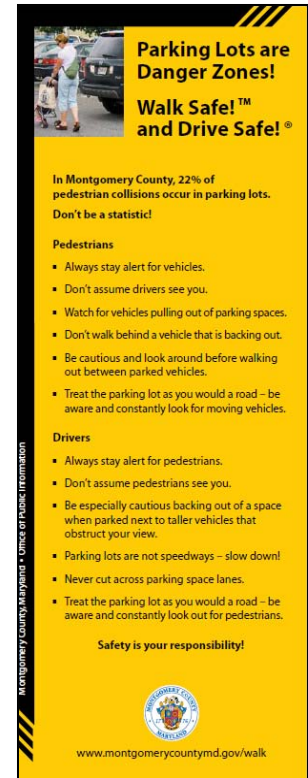 Parking Lots are
Danger Zones!
Walk Safe!™
and Drive Safe!®
In Montgomery County, 22% of
pedestrian collisions occur in parking lots.
Don't be a statistic!
Pedestrians
▪ Always stay alert for vehicles.
▪ Don't assume drivers see you.
▪ Watch for vehicles pulling out of parking spaces.
▪ Don't walk behind a vehicle that is backing out.
▪ Be cautious and look around before walking
out between parked vehicles.
▪ Treat the parking lot as you would a road – be
aware and constantly look for moving vehicles.
Drivers
▪ Always stay alert for pedestrians.
▪ Don't assume pedestrians see you.
▪ Be especially cautious backing out of a space
when parked next to taller vehicles that
obstruct your view.
▪ Parking lots are not speedways – slow down!
▪ Never cut across parking space lanes.
▪ Treat the parking lot as you would a road – be
aware and constantly look out for pedestrians.
Safety is your responsibility!
MONTGOMERY COUNTY
17 76
MARYLAND
www.montgomerycountymd.gov/walk
Montgomery County, Maryland • Office of Public Information